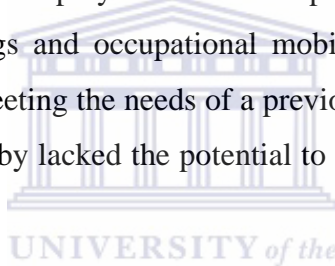 gs and occupational mobi
eeting the needs of a previo
by lacked the potential to
UNIVERSITY of the